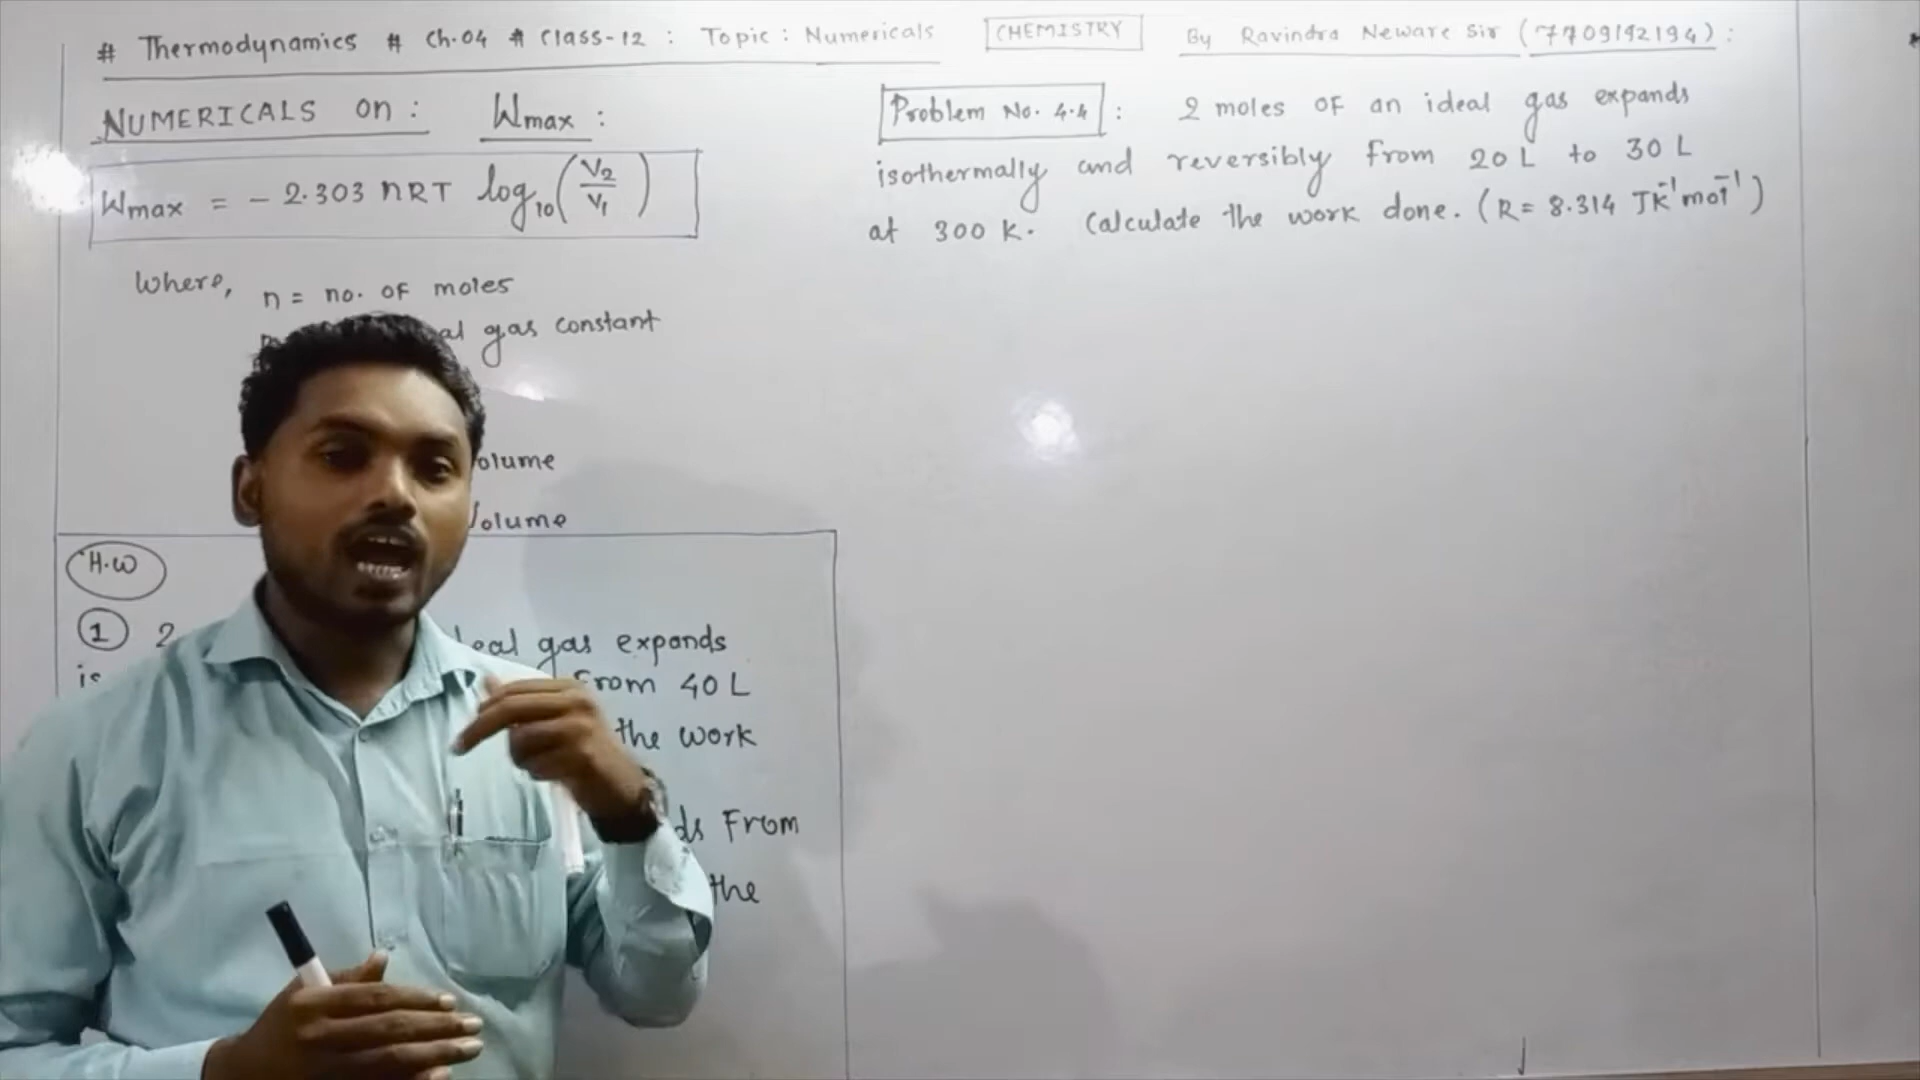 # Thermodynamics # Ch.04 # Class-12 : Topic : Numericals CHEMISTRY By Ravindra Neware Sir (7709192194) :
NUMERICALS on : Wmax :
Wmax = - 2.303 nRT log₁₀(V₂/V₁)
Where, n = no. of moles
gas constant
olume
Volume
H.W
① 2 gas expands
from 40 L
the work
From
the
Problem No. 4.4 : 2 moles of an ideal gas expands
isothermally and reversibly from 20 L to 30 L
at 300 K. Calculate the work done. (R = 8.314 JK⁻¹mol⁻¹)